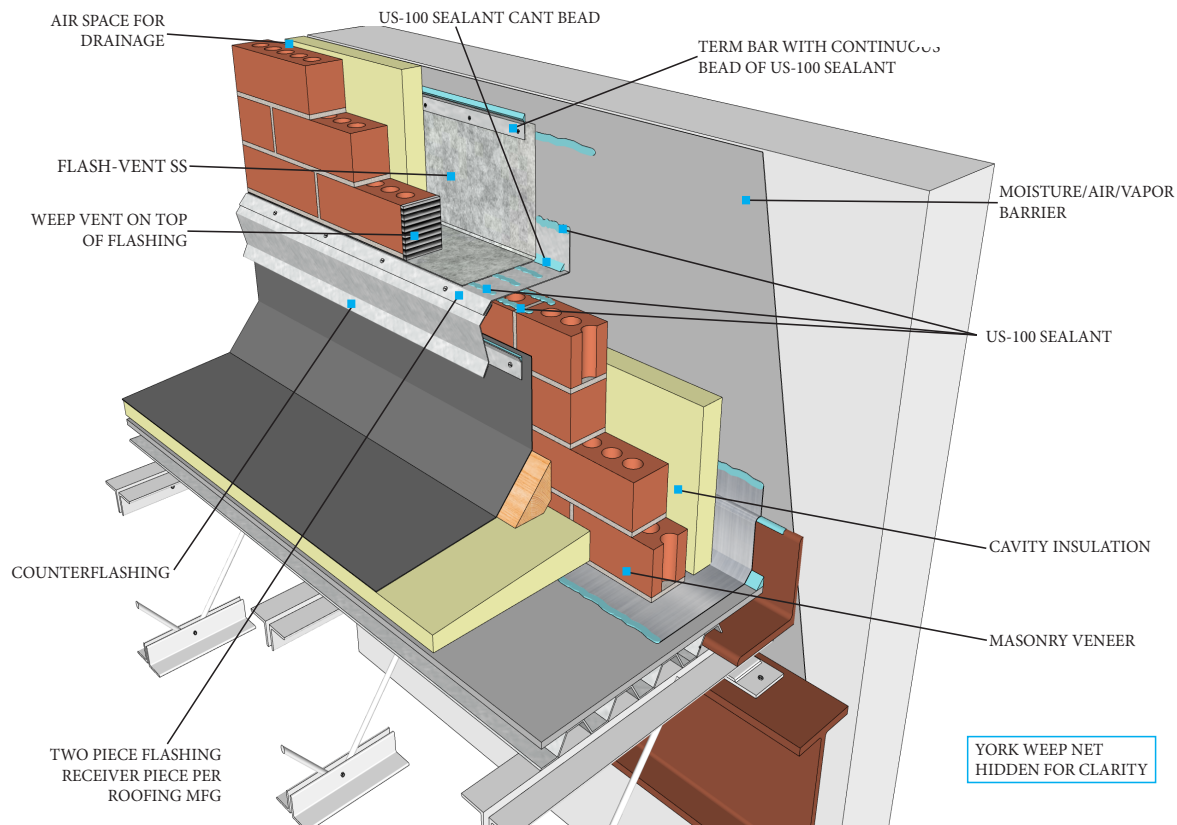 AIR SPACE FOR
DRAINAGE
US-100 SEALANT CANT BEAD
TERM BAR WITH CONTINUOUS
BEAD OF US-100 SEALANT
FLASH-VENT SS
WEEP VENT ON TOP
OF FLASHING
MOISTURE/AIR/VAPOR
BARRIER
US-100 SEALANT
COUNTERFLASHING
CAVITY INSULATION
MASONRY VENEER
TWO PIECE FLASHING
RECEIVER PIECE PER
ROOFING MFG
YORK WEEP NET
HIDDEN FOR CLARITY